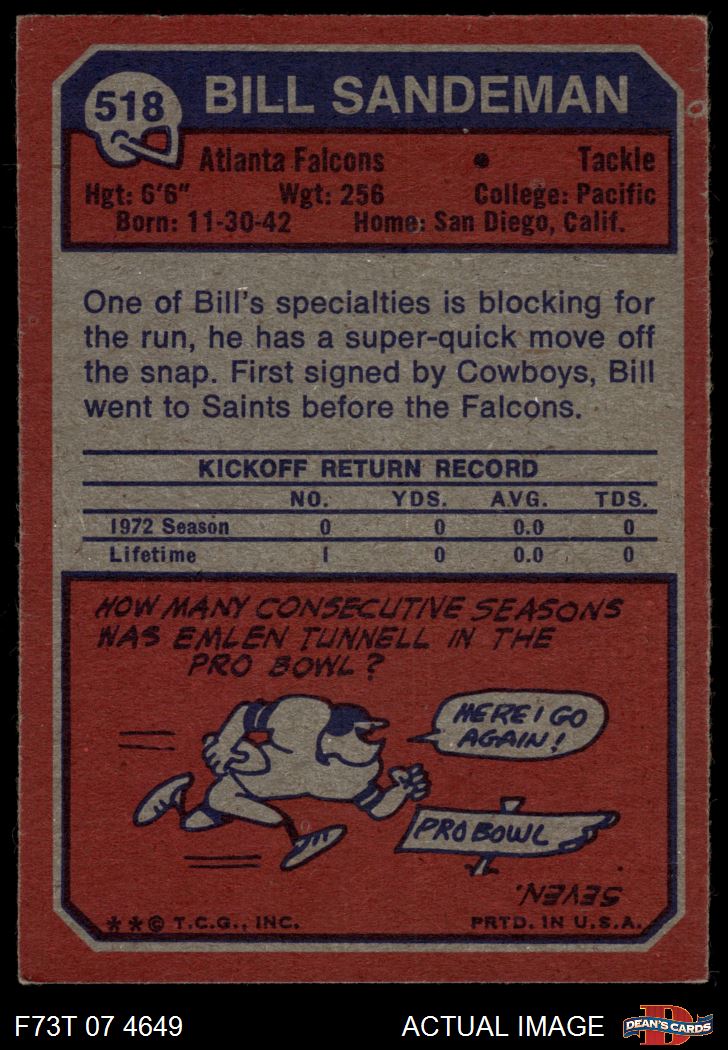 518
BILL SANDEMAN
Atlanta Falcons • Tackle
Hgt: 6'6" Wgt: 256 College: Pacific
Born: 11-30-42 Home: San Diego, Calif.
One of Bill's specialties is blocking for
the run, he has a super-quick move off
the snap. First signed by Cowboys, Bill
went to Saints before the Falcons.
KICKOFF RETURN RECORD
NO. YDS. AVG. TDS.
1972 Season 0 0 0.0 0
Lifetime 1 0 0.0 0
HOW MANY CONSECUTIVE SEASONS
WAS EMLEN TUNNELL IN THE
PRO BOWL?
HERE I GO
AGAIN!
PRO BOWL
SEVEN.
**© T.C.G., INC. PRTD. IN U.S.A.
F73T 07 4649 ACTUAL IMAGE
D
DEAN'S CARDS